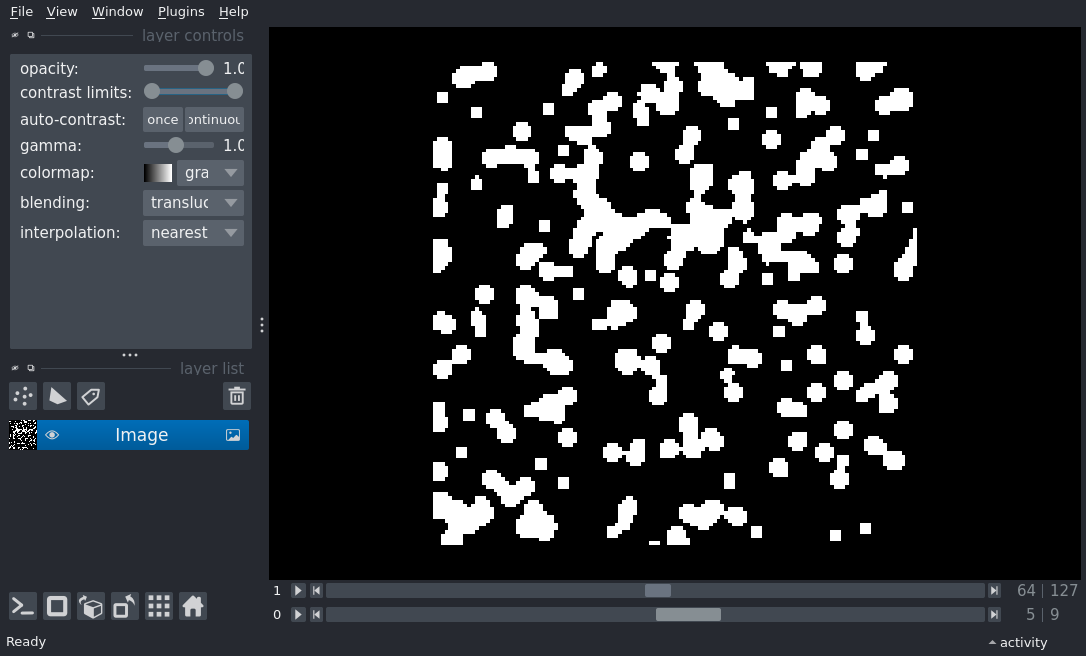 File View Window Plugins Help
layer controls
opacity: 1.0
contrast limits:
auto-contrast: once ontinuou
gamma: 1.0
colormap: gra
blending: transluc
interpolation: nearest
layer list
Image
1 64 | 127
0 5 | 9
Ready activity